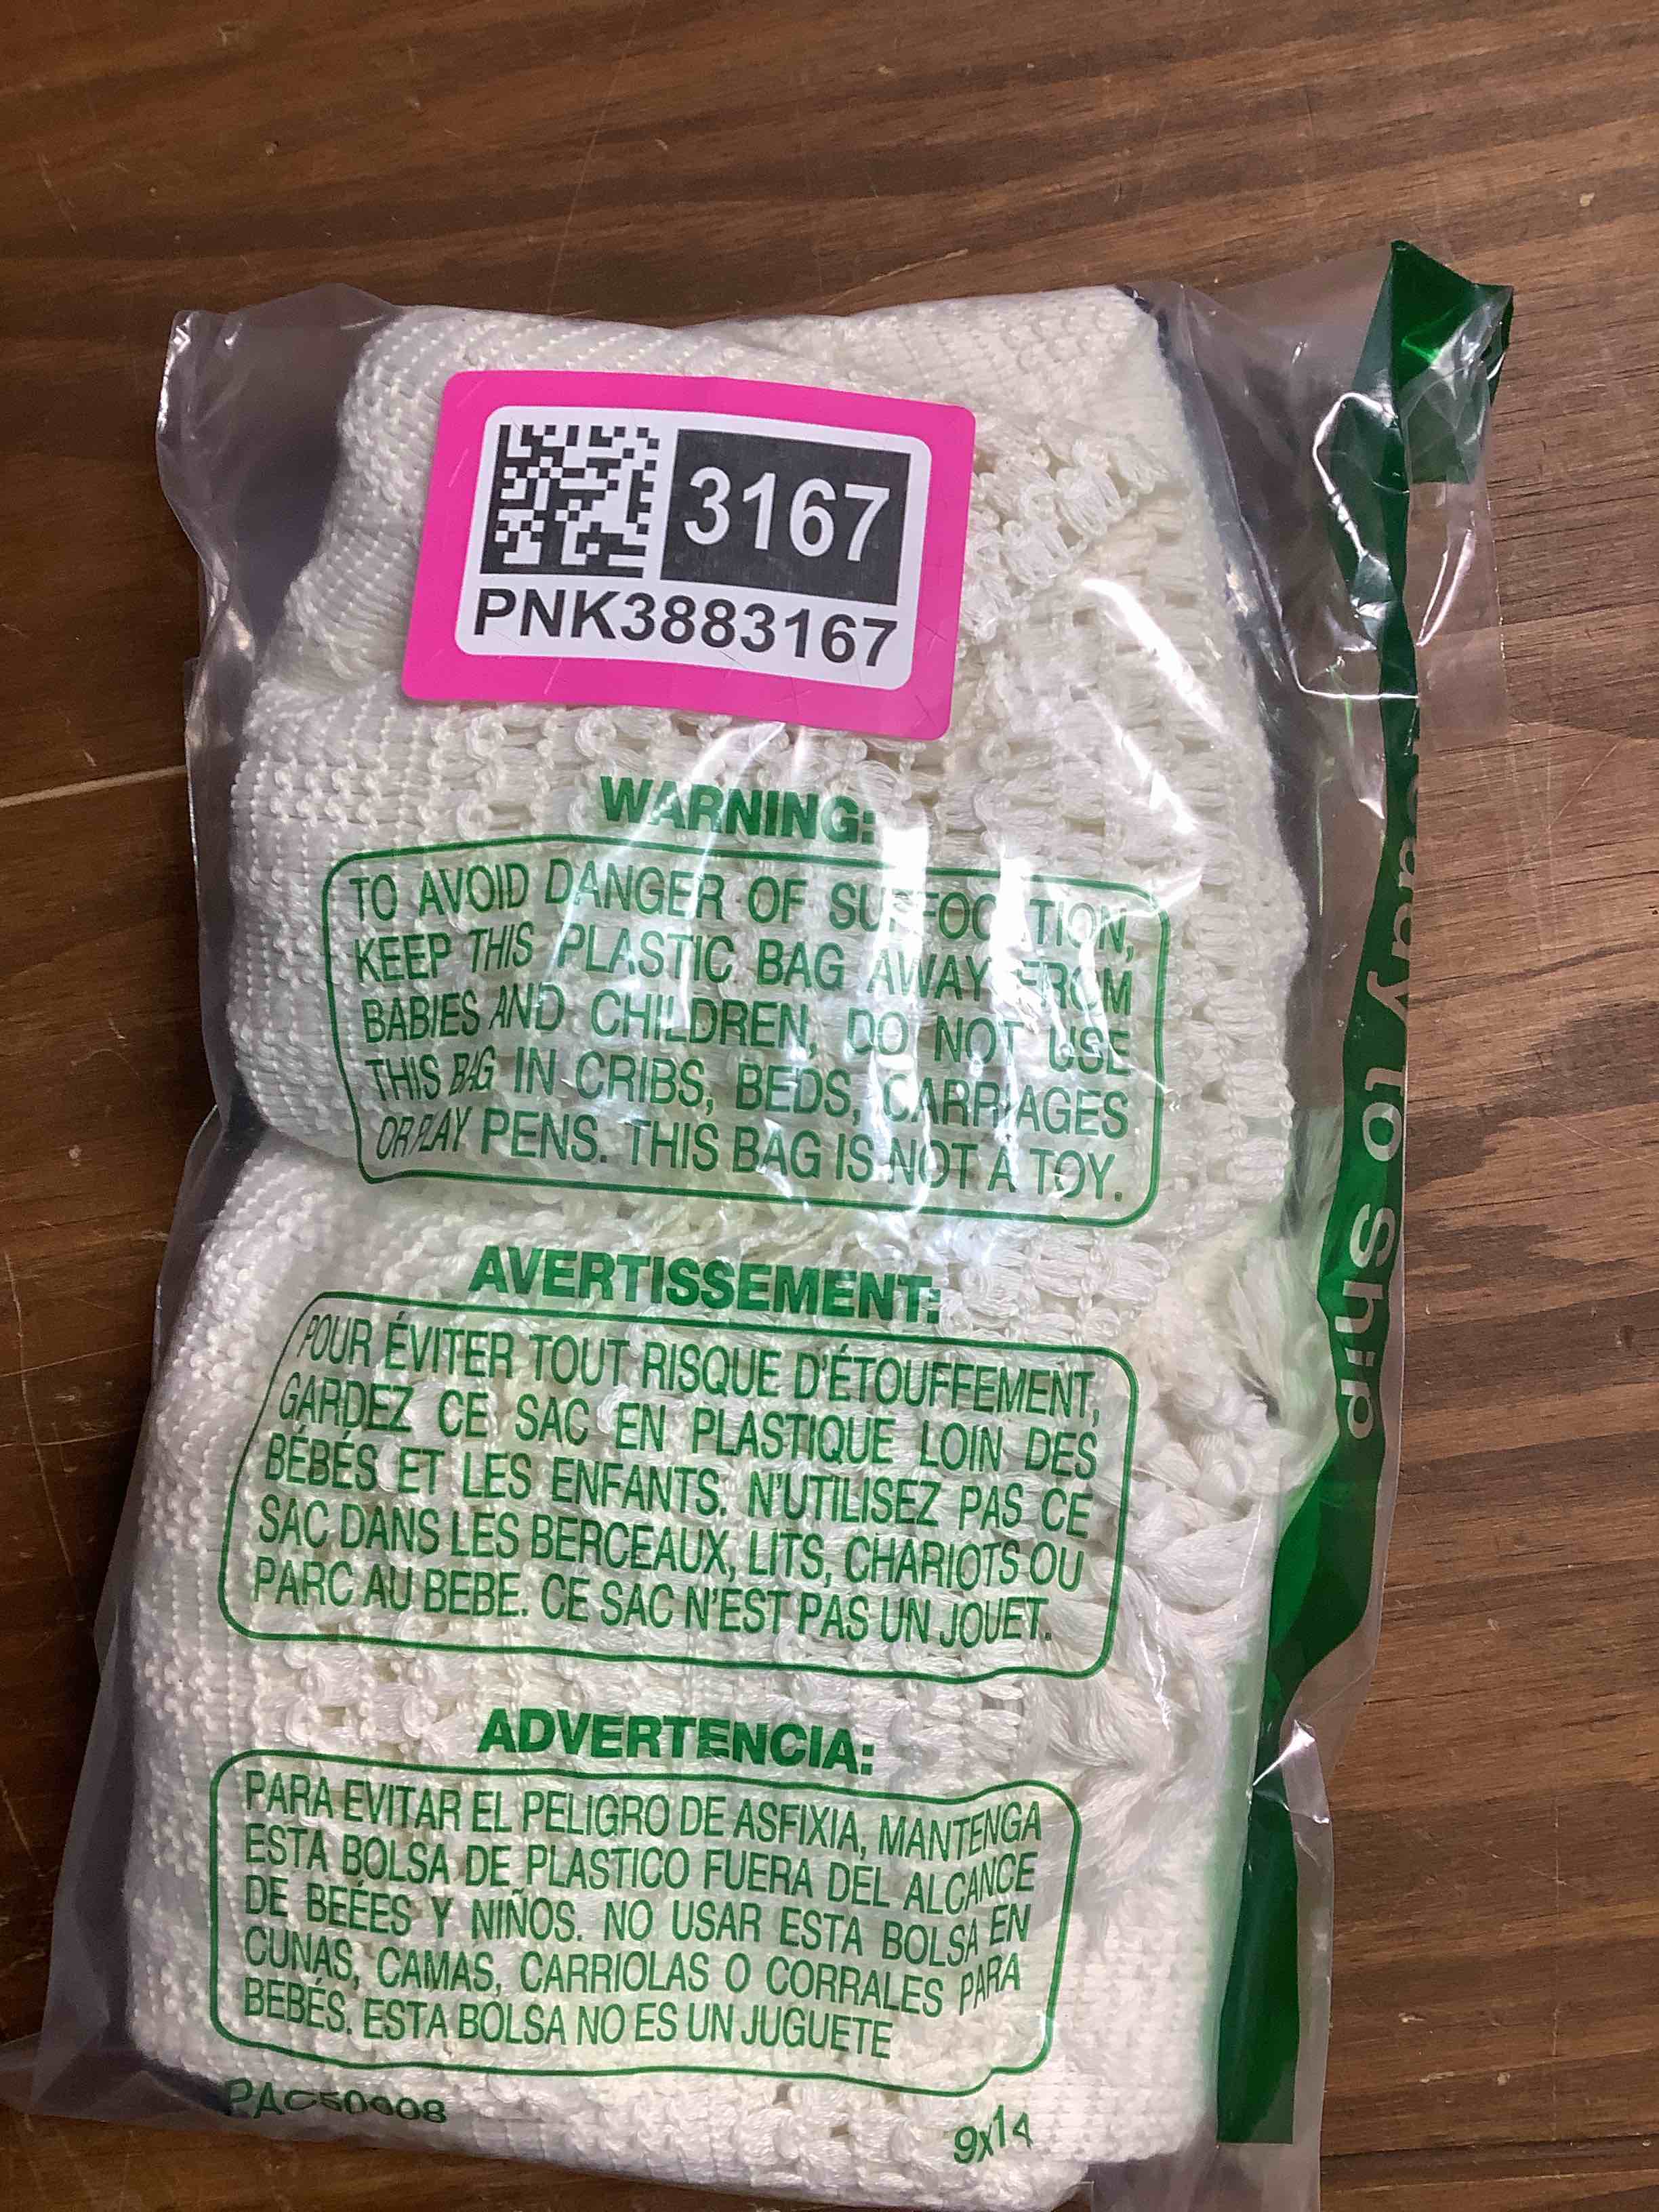 3167
PNK3883167
WARNING:
TO AVOID DANGER OF SUFFOCATION,
KEEP THIS PLASTIC BAG AWAY FROM
BABIES AND CHILDREN, DO NOT USE
THIS BAG IN CRIBS, BEDS, CARRIAGES
OR PLAY PENS. THIS BAG IS NOT A TOY.
AVERTISSEMENT:
POUR ÉVITER TOUT RISQUE D'ÉTOUFFEMENT,
GARDEZ CE SAC EN PLASTIQUE LOIN DES
BÉBÉS ET LES ENFANTS. N'UTILISEZ PAS CE
SAC DANS LES BERCEAUX, LITS, CHARIOTS OU
PARC AU BEBE. CE SAC N'EST PAS UN JOUET.
ADVERTENCIA:
PARA EVITAR EL PELIGRO DE ASFIXIA, MANTENGA
ESTA BOLSA DE PLASTICO FUERA DEL ALCANCE
DE BEÉES Y NIÑOS. NO USAR ESTA BOLSA EN
CUNAS, CAMAS, CARRIOLAS O CORRALES PARA
BEBÉS. ESTA BOLSA NO ES UN JUGUETE
PAC50008
9x14
to Ship